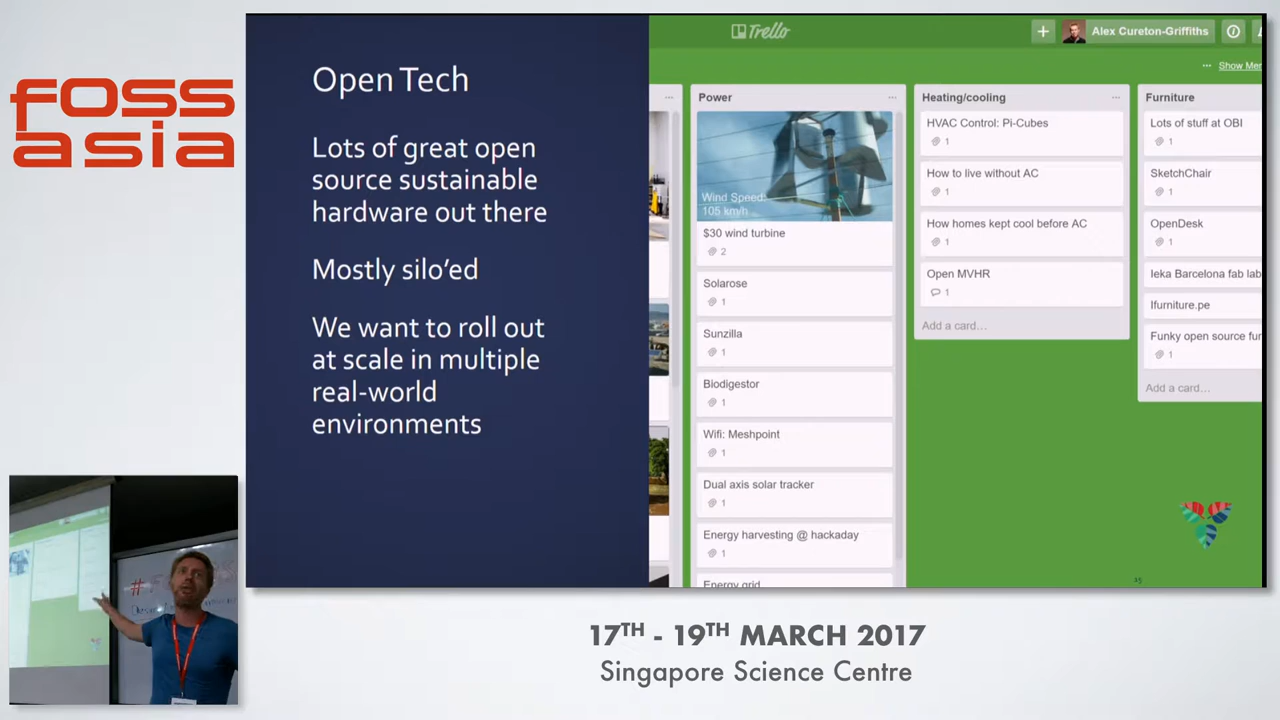 foss
asia
Open Tech
Lots of great open
source sustainable
hardware out there
Mostly silo'ed
We want to roll out
at scale in multiple
real-world
environments
Trello
Alex Cureton-Griffiths
... Show
Power
Wind Speed:
105 km/h
$30 wind turbine
2
Solarose
1
Sunzilla
1
Biodigestor
1
Wifi: Meshpoint
1
Dual axis solar tracker
1
Energy harvesting @ hackaday
1
Energy grid
Heating/cooling
HVAC Control: Pi-Cubes
1
How to live without AC
1
How homes kept cool before AC
1
Open MVHR
1
Add a card...
Furniture
Lots of stuff at OBI
1
SketchChair
1
OpenDesk
1
Ieka Barcelona fab lab
Ifurniture.pe
Funky open source
1
Add a card...
15
17TH - 19TH MARCH 2017
Singapore Science Centre